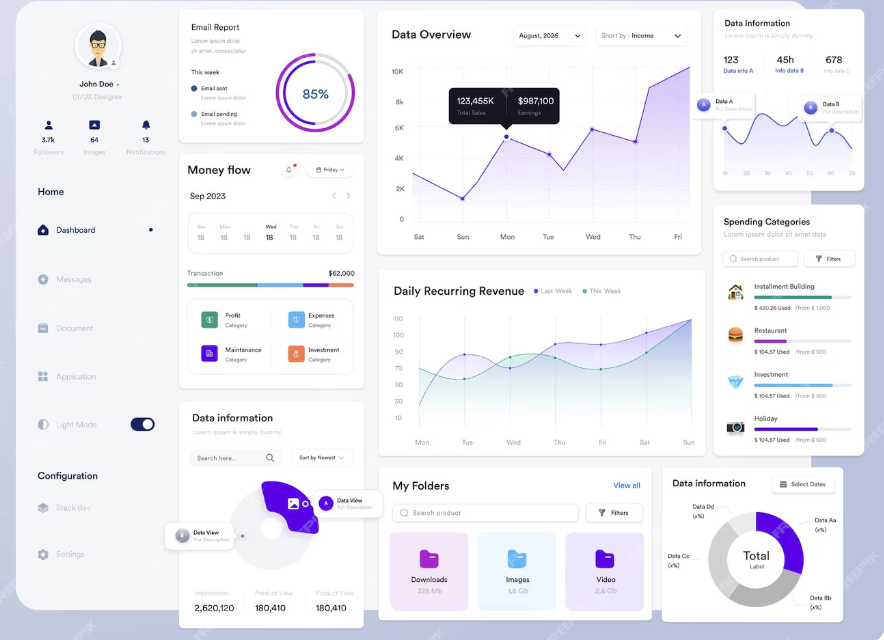 John Doe
UI/UX Designer
3.7k
64
13
Followers
Images
Notifications
Home
Dashboard
Messages
Document
Application
Light Mode
Configuration
Stack dev
Settings
Email Report
Lorem ipsum dolor
sit amet, consectetur
This week
Email sent
Lorem ipsum dolor
Email pending
Lorem ipsum dolor
85%
Money flow
Friday
Sep 2023
Sun Mon Wed Thu Fri Sat
18 18 18 18 18 18 18
Transaction $62,000
Profit
Category
Expenses
Category
Maintenance
Category
Investment
Category
Data information
Lorem ipsum simply dummy
Search here...
Sort by Newest
A
Data View
Put Description
Data View
Put Description
Impressions Product View Product View
2,620,120 180,410 180,410
Data Overview
August, 2026
Short by : Income
10K
8k
6K
4K
2K
0
123,455K
Total Sales
$987,100
Earnings
Sat Sun Mon Tue Wed Thu Fri
Daily Recurring Revenue
Last Week
This Week
110
100
90
70
50
30
10
Mon Tue Wed Thu Fri Sat Sun
My Folders
View all
Search product
Filters
Downloads
Images
1,6 Gb
Video
2,6 Gb
Data Information
Lorem ipsum is simply dummy
123 45h 678
Data info A Info data B Info data C
A
Data A
Put Description
B
Data B
Put Description
10 20 30 40 50 60 70
Spending Categories
Lorem ipsum dolor sit amet data
Search product
Filters
Installment Building
$ 420.26 Used /from $ 1,000
Restaurant
$ 104.57 Used /from $ 500
Investment
$ 104.57 Used /from $ 500
Holiday
$ 104.57 Used /from $ 500
Data information
Select Dates
Data Dd
(x%)
Data Aa
(x%)
Data Cc
(x%)
Data Bb
(x%)
Total
Label
FREEPIK